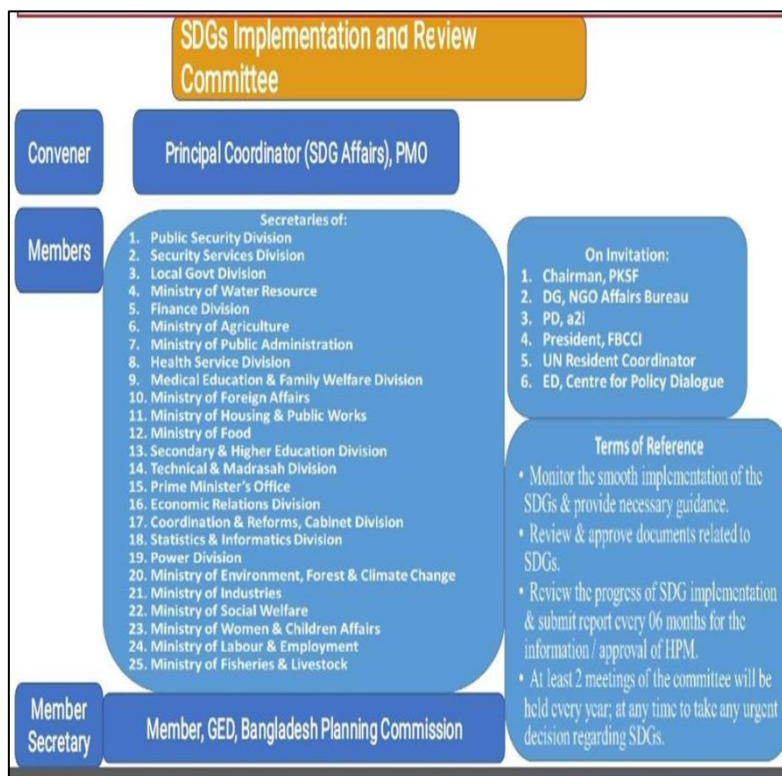 SDGs Implementation and Review
Committee
Convener
Principal Coordinator (SDG Affairs), PMO
Members
Secretaries of:
1. Public Security Division
2. Security Services Division
3. Local Govt Division
4. Ministry of Water Resource
5. Finance Division
6. Ministry of Agriculture
7. Ministry of Public Administration
8. Health Service Division
9. Medical Education & Family Welfare Division
10. Ministry of Foreign Affairs
11. Ministry of Housing & Public Works
12. Ministry of Food
13. Secondary & Higher Education Division
14. Technical & Madrasah Division
15. Prime Minister's Office
16. Economic Relations Division
17. Coordination & Reforms, Cabinet Division
18. Statistics & Informatics Division
19. Power Division
20. Ministry of Environment, Forest & Climate Change
21. Ministry of Industries
22. Ministry of Social Welfare
23. Ministry of Women & Children Affairs
24. Ministry of Labour & Employment
25. Ministry of Fisheries & Livestock
On Invitation:
1. Chairman, PKSF
2. DG, NGO Affairs Bureau
3. PD, a2i
4. President, FBCCI
5. UN Resident Coordinator
6. ED, Centre for Policy Dialogue
Terms of Reference
• Monitor the smooth implementation of the
SDGs & provide necessary guidance.
• Review & approve documents related to
SDGs.
• Review the progress of SDG implementation
& submit report every 06 months for the
information / approval of HPM.
• At least 2 meetings of the committee will be
held every year; at any time to take any urgent
decision regarding SDGs.
Member
Secretary
Member, GED, Bangladesh Planning Commission